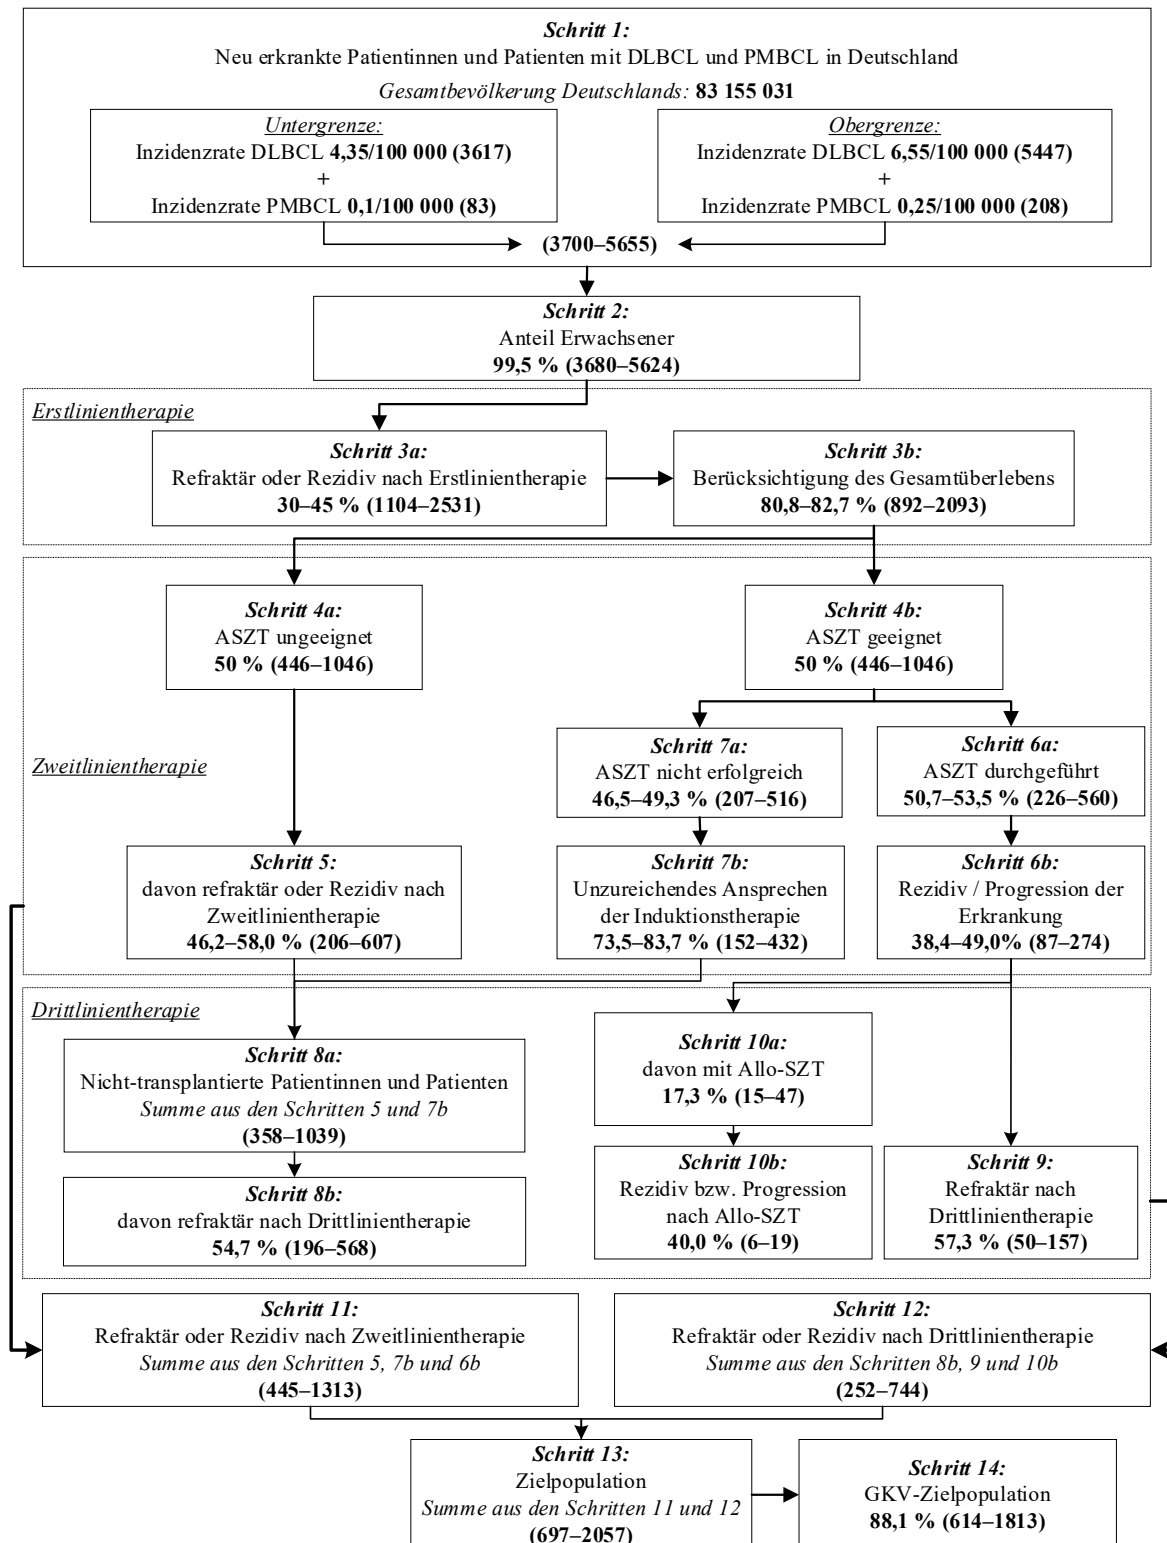 Schritt 1:
Neu erkrankte Patientinnen und Patienten mit DLBCL und PMBCL in Deutschland
Gesamtbevölkerung Deutschlands: 83 155 031
Untergrenze:
Inzidenzrate DLBCL 4,35/100 000 (3617)
+
Inzidenzrate PMBCL 0,1/100 000 (83)
Obergrenze:
Inzidenzrate DLBCL 6,55/100 000 (5447)
+
Inzidenzrate PMBCL 0,25/100 000 (208)
(3700–5655)
Schritt 2:
Anteil Erwachsener
99,5 % (3680–5624)
Erstlinientherapie
Schritt 3a:
Refraktär oder Rezidiv nach Erstlinientherapie
30–45 % (1104–2531)
Schritt 3b:
Berücksichtigung des Gesamtüberlebens
80,8–82,7 % (892–2093)
Schritt 4a:
ASZT ungeeignet
50 % (446–1046)
Schritt 4b:
ASZT geeignet
50 % (446–1046)
Zweitlinientherapie
Schritt 7a:
ASZT nicht erfolgreich
46,5–49,3 % (207–516)
Schritt 6a:
ASZT durchgeführt
50,7–53,5 % (226–560)
Schritt 5:
davon refraktär oder Rezidiv nach
Zweitlinientherapie
46,2–58,0 % (206–607)
Schritt 7b:
Unzureichendes Ansprechen
der Induktionstherapie
73,5–83,7 % (152–432)
Schritt 6b:
Rezidiv / Progression der
Erkrankung
38,4–49,0% (87–274)
Drittlinientherapie
Schritt 8a:
Nicht-transplantierte Patientinnen und Patienten
Summe aus den Schritten 5 und 7b
(358–1039)
Schritt 10a:
davon mit Allo-SZT
17,3 % (15–47)
Schritt 8b:
davon refraktär nach Drittlinientherapie
54,7 % (196–568)
Schritt 10b:
Rezidiv bzw. Progression
nach Allo-SZT
40,0 % (6–19)
Schritt 9:
Refraktär nach
Drittlinientherapie
57,3 % (50–157)
Schritt 11:
Refraktär oder Rezidiv nach Zweitlinientherapie
Summe aus den Schritten 5, 7b und 6b
(445–1313)
Schritt 12:
Refraktär oder Rezidiv nach Drittlinientherapie
Summe aus den Schritten 8b, 9 und 10b
(252–744)
Schritt 13:
Zielpopulation
Summe aus den Schritten 11 und 12
(697–2057)
Schritt 14:
GKV-Zielpopulation
88,1 % (614–1813)